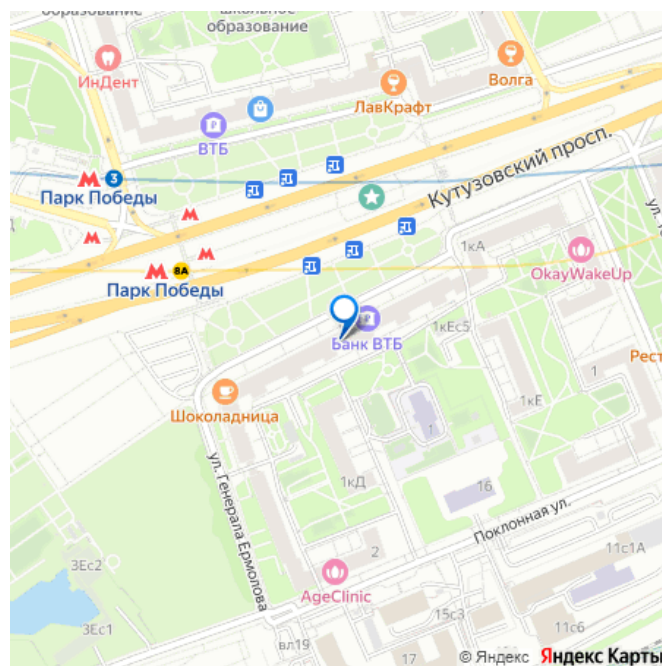 образование
образование
ИнДент
ЛавКрафт
Волга
ВТБ
3
Парк Победы
Кутузовский просп.
8А
Парк Победы
1кА
OkayWakeUp
Банк ВТБ
1кЕс5
Рест
1
1кЕ
Шоколадница
1
1кД
16
ул. Генерала Ермолова
Поклонная ул.
3Ес2
2
11с1А
AgeClinic
3Ес1
15с3
11с6
вл19
17
© Яндекс Яндекс Карты